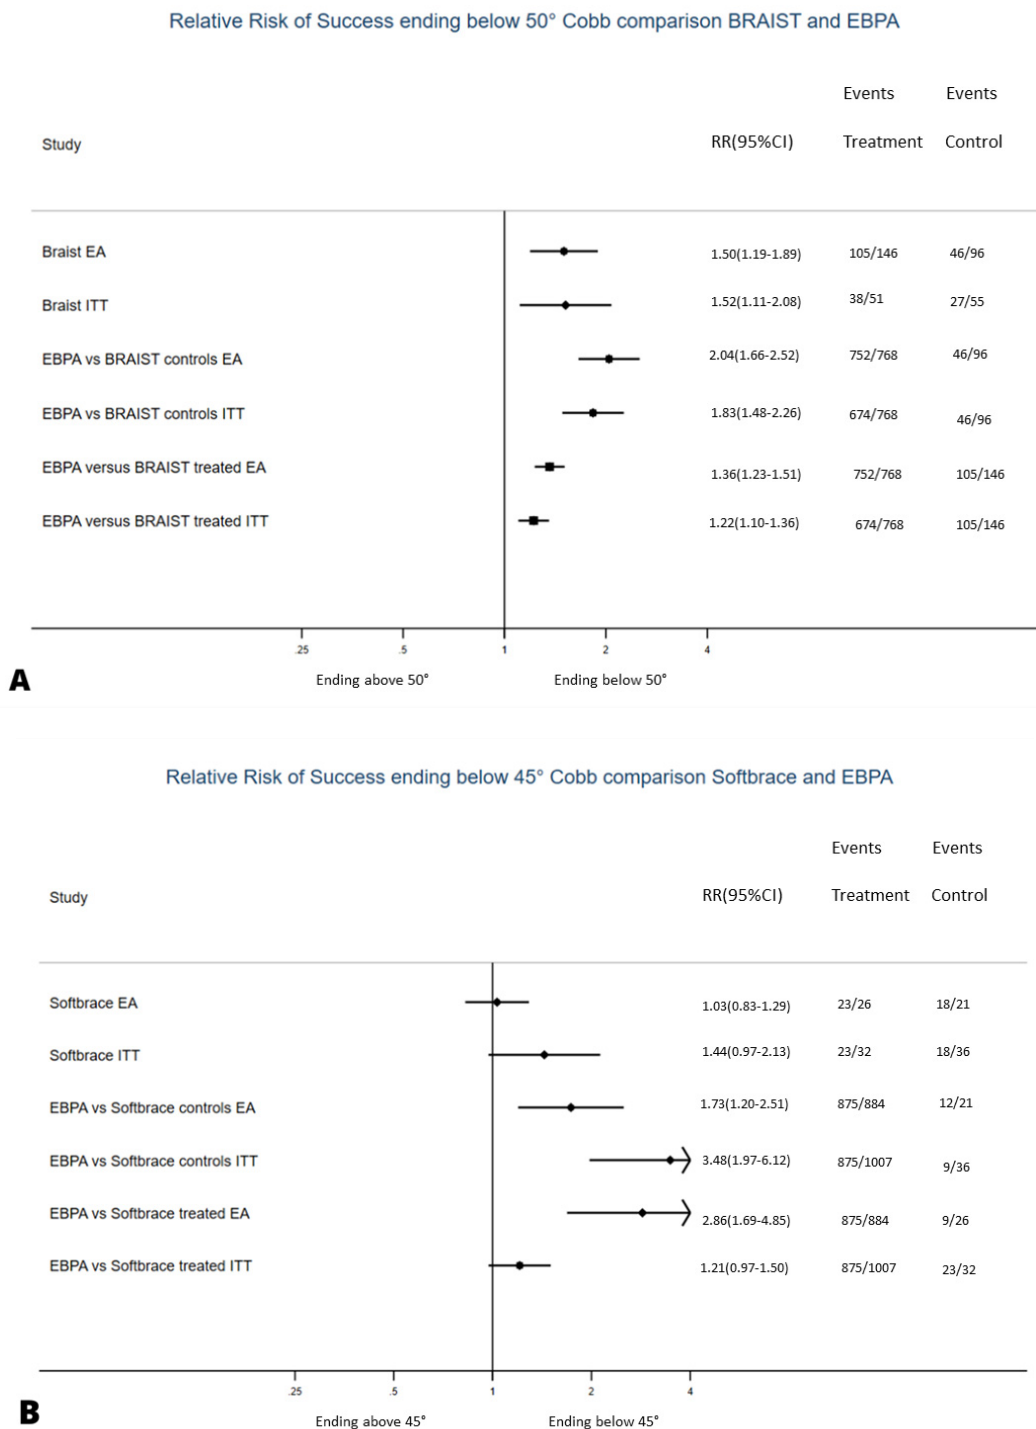 Relative Risk of Success ending below 50° Cobb comparison BRAIST and EBPA
Events Events
Study RR(95%CI) Treatment Control
Braist EA 1.50(1.19-1.89) 105/146 46/96
Braist ITT 1.52(1.11-2.08) 38/51 27/55
EBPA vs BRAIST controls EA 2.04(1.66-2.52) 752/768 46/96
EBPA vs BRAIST controls ITT 1.83(1.48-2.26) 674/768 46/96
EBPA versus BRAIST treated EA 1.36(1.23-1.51) 752/768 105/146
EBPA versus BRAIST treated ITT 1.22(1.10-1.36) 674/768 105/146
.25 .5 1 2 4
A Ending above 50° Ending below 50°
Relative Risk of Success ending below 45° Cobb comparison Softbrace and EBPA
Events Events
Study RR(95%CI) Treatment Control
Softbrace EA 1.03(0.83-1.29) 23/26 18/21
Softbrace ITT 1.44(0.97-2.13) 23/32 18/36
EBPA vs Softbrace controls EA 1.73(1.20-2.51) 875/884 12/21
EBPA vs Softbrace controls ITT 3.48(1.97-6.12) 875/1007 9/36
EBPA vs Softbrace treated EA 2.86(1.69-4.85) 875/884 9/26
EBPA vs Softbrace treated ITT 1.21(0.97-1.50) 875/1007 23/32
.25 .5 1 2 4
B Ending above 45° Ending below 45°